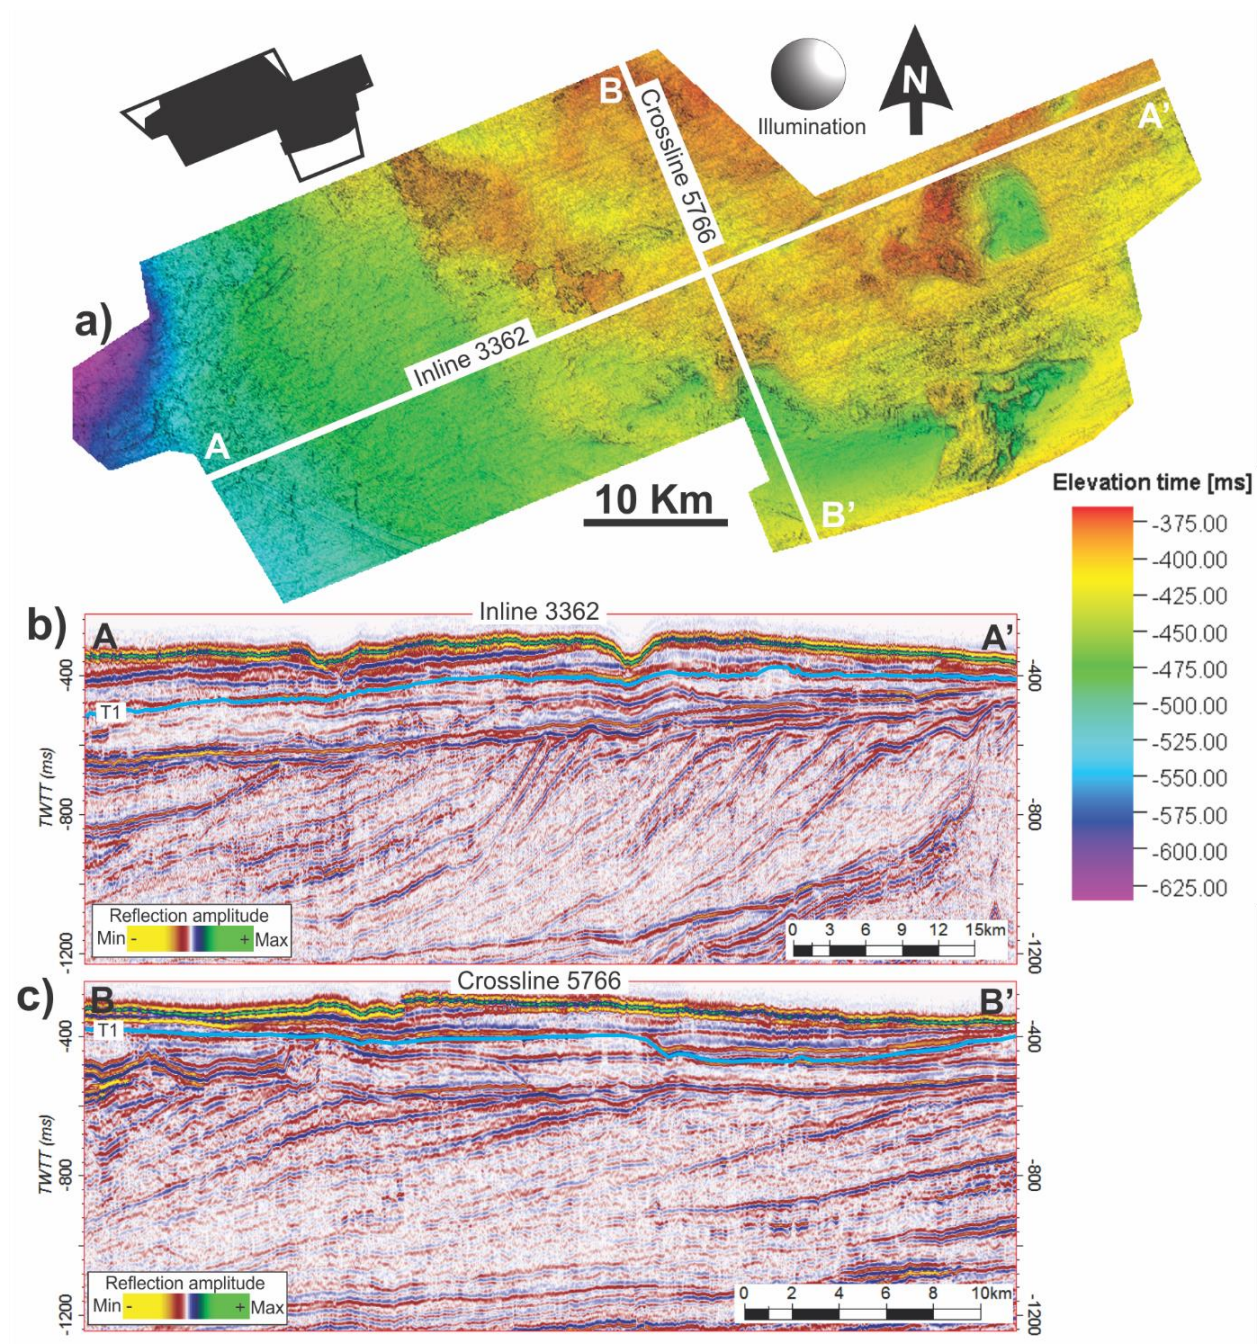 B
Crossline 5766
Illumination
N
A'
a)
Inline 3362
A
10 Km
B'
Elevation time [ms]
-375.00
-400.00
-425.00
-450.00
-475.00
-500.00
-525.00
-550.00
-575.00
-600.00
-625.00
b)
Inline 3362
A
A'
-400
-400
T1
TWTT (ms)
-800
-800
Reflection amplitude
Min - + Max
0 3 6 9 12 15km
-1200
-1200
c)
Crossline 5766
B
B'
T1
-400
-400
TWTT (ms)
-800
-800
Reflection amplitude
Min - + Max
0 2 4 6 8 10km
-1200
-1200